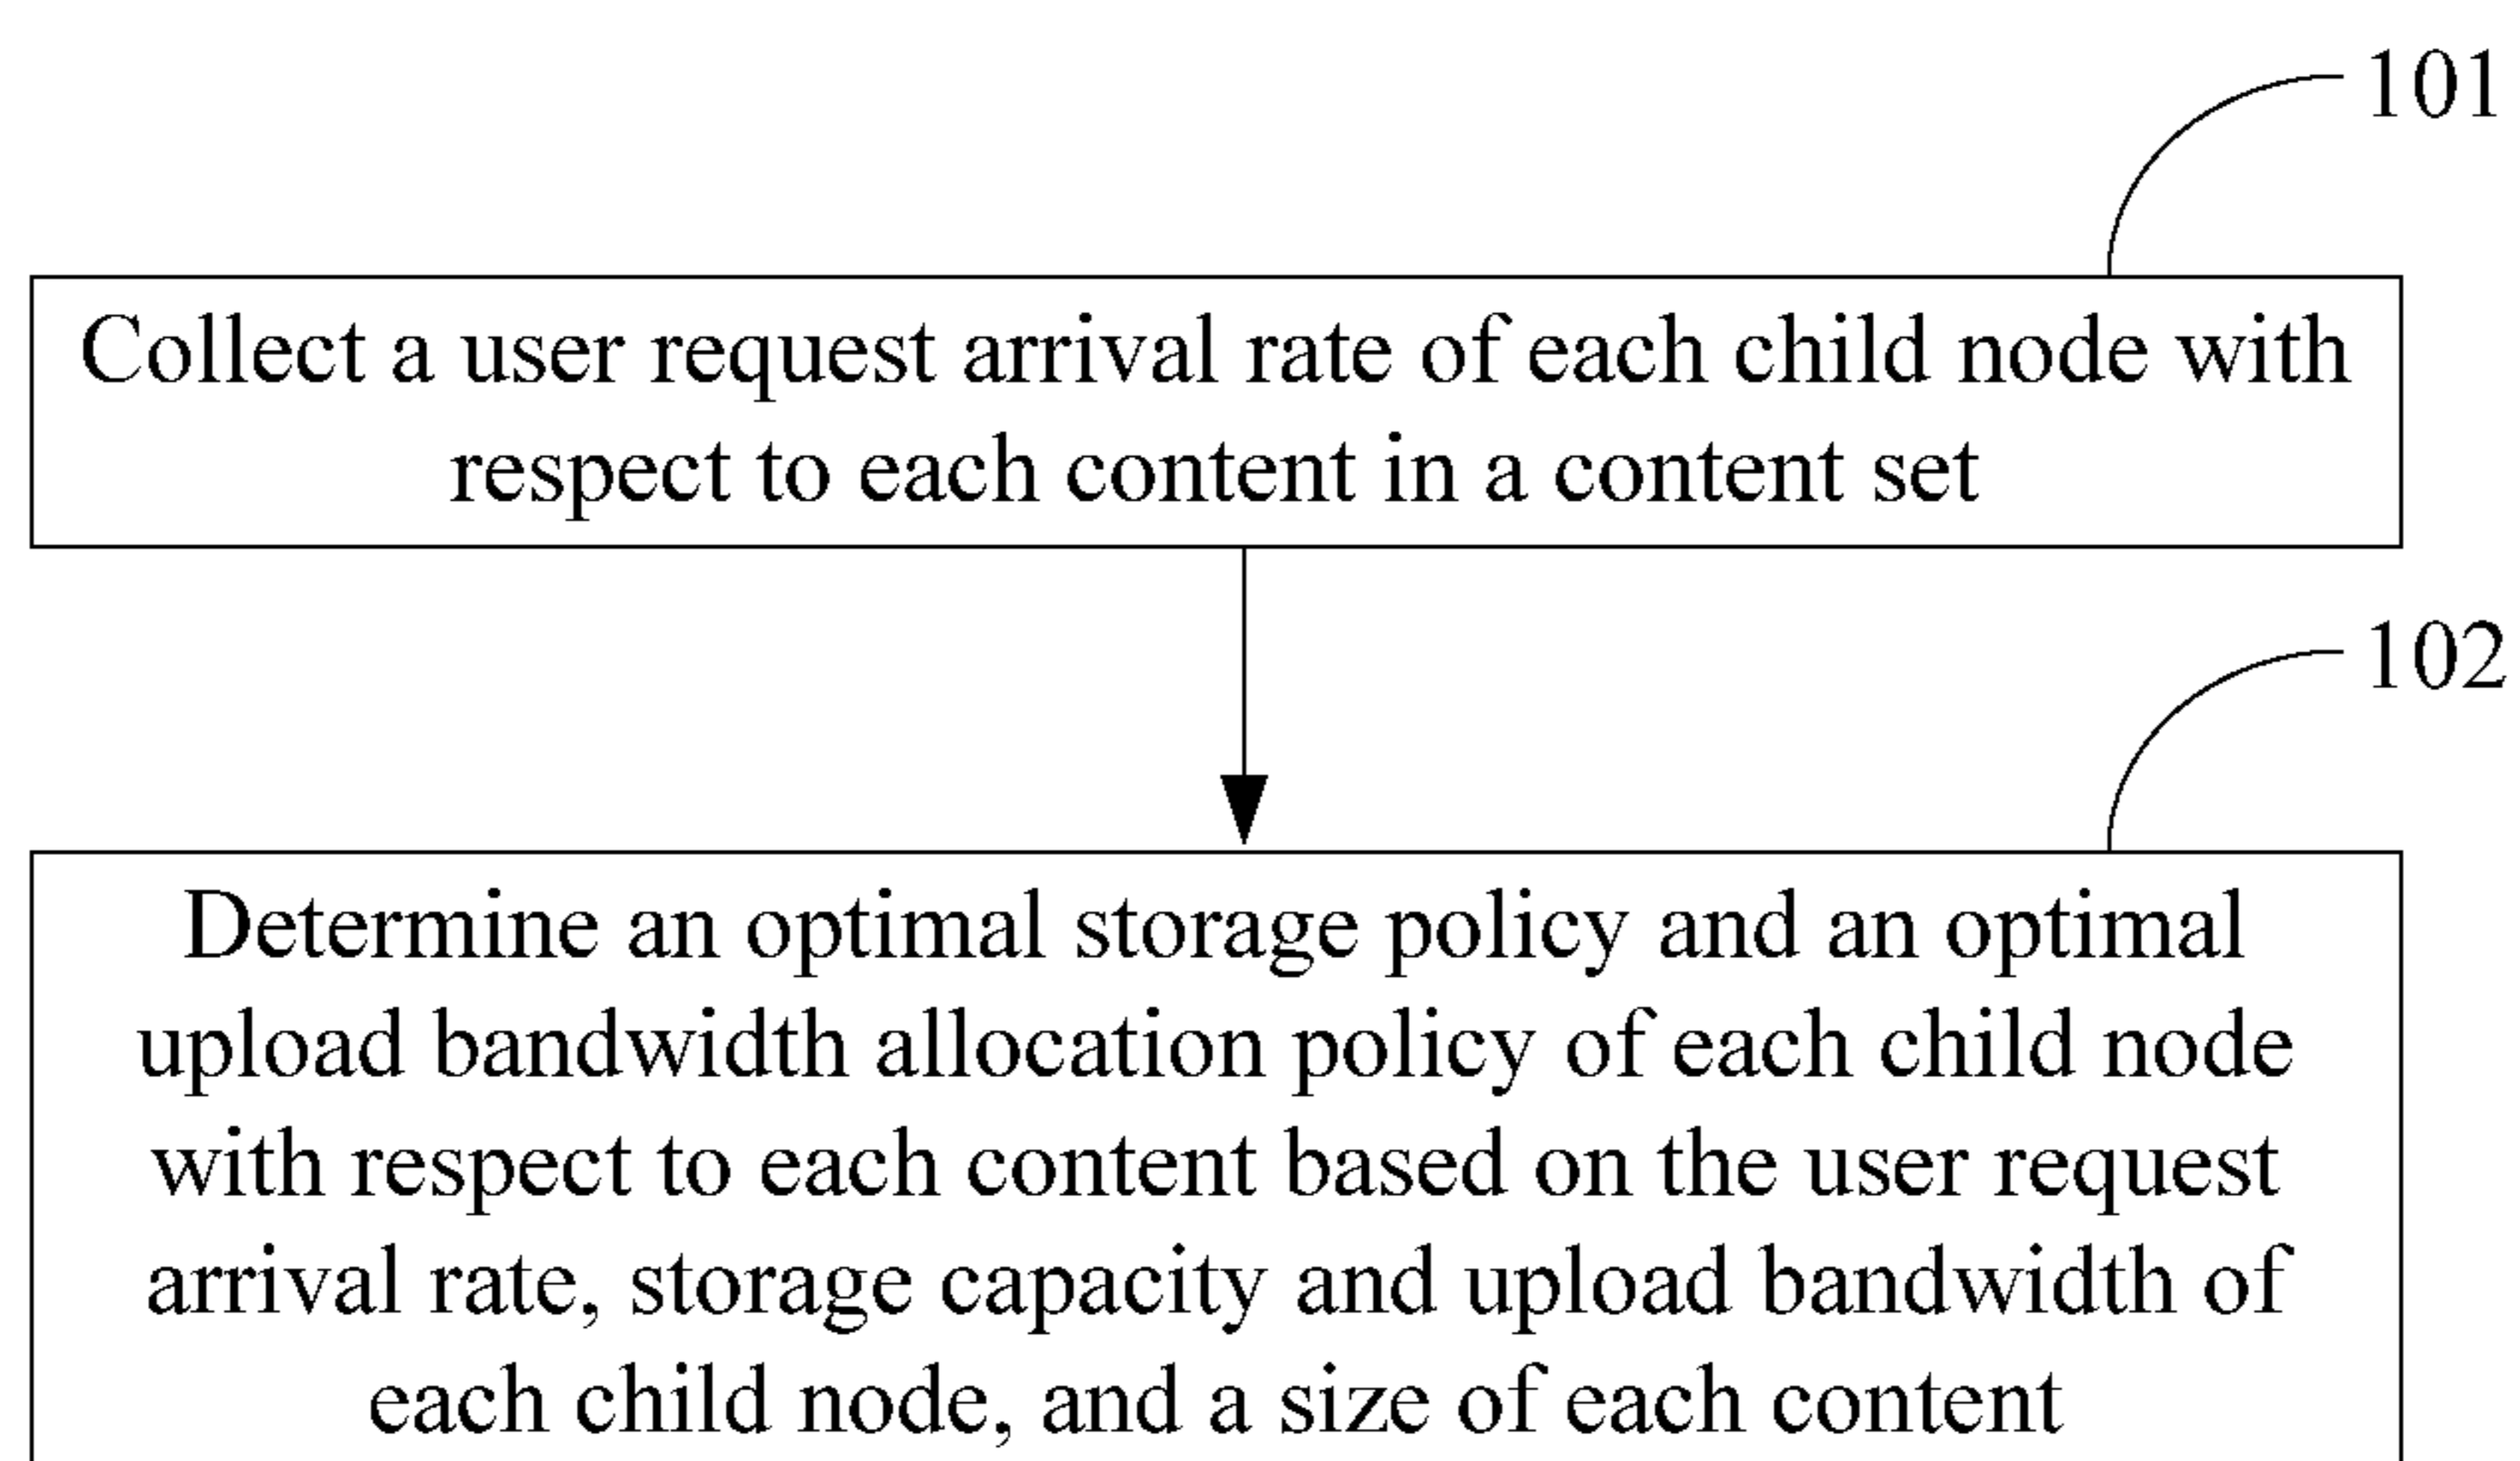 101
Collect a user request arrival rate of each child node with
respect to each content in a content set
102
Determine an optimal storage policy and an optimal
upload bandwidth allocation policy of each child node
with respect to each content based on the user request
arrival rate, storage capacity and upload bandwidth of
each child node, and a size of each content